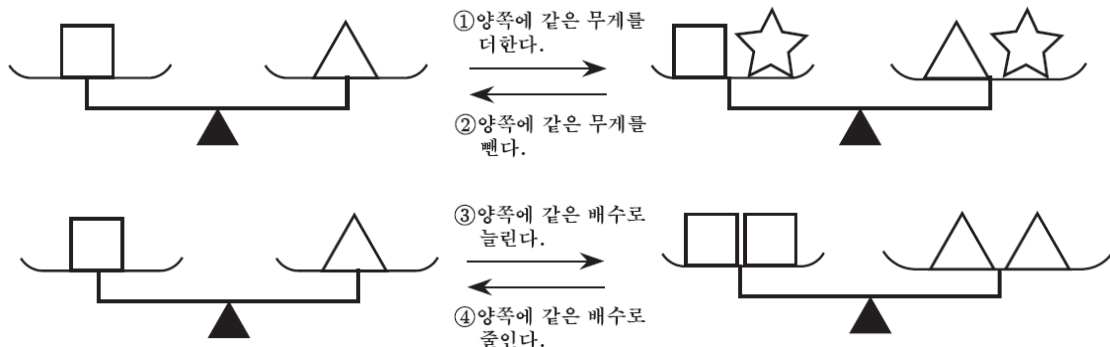 ①양쪽에 같은 무게를
더한다.
②양쪽에 같은 무게를
뺀다.
③양쪽에 같은 배수로
늘린다.
④양쪽에 같은 배수로
줄인다.